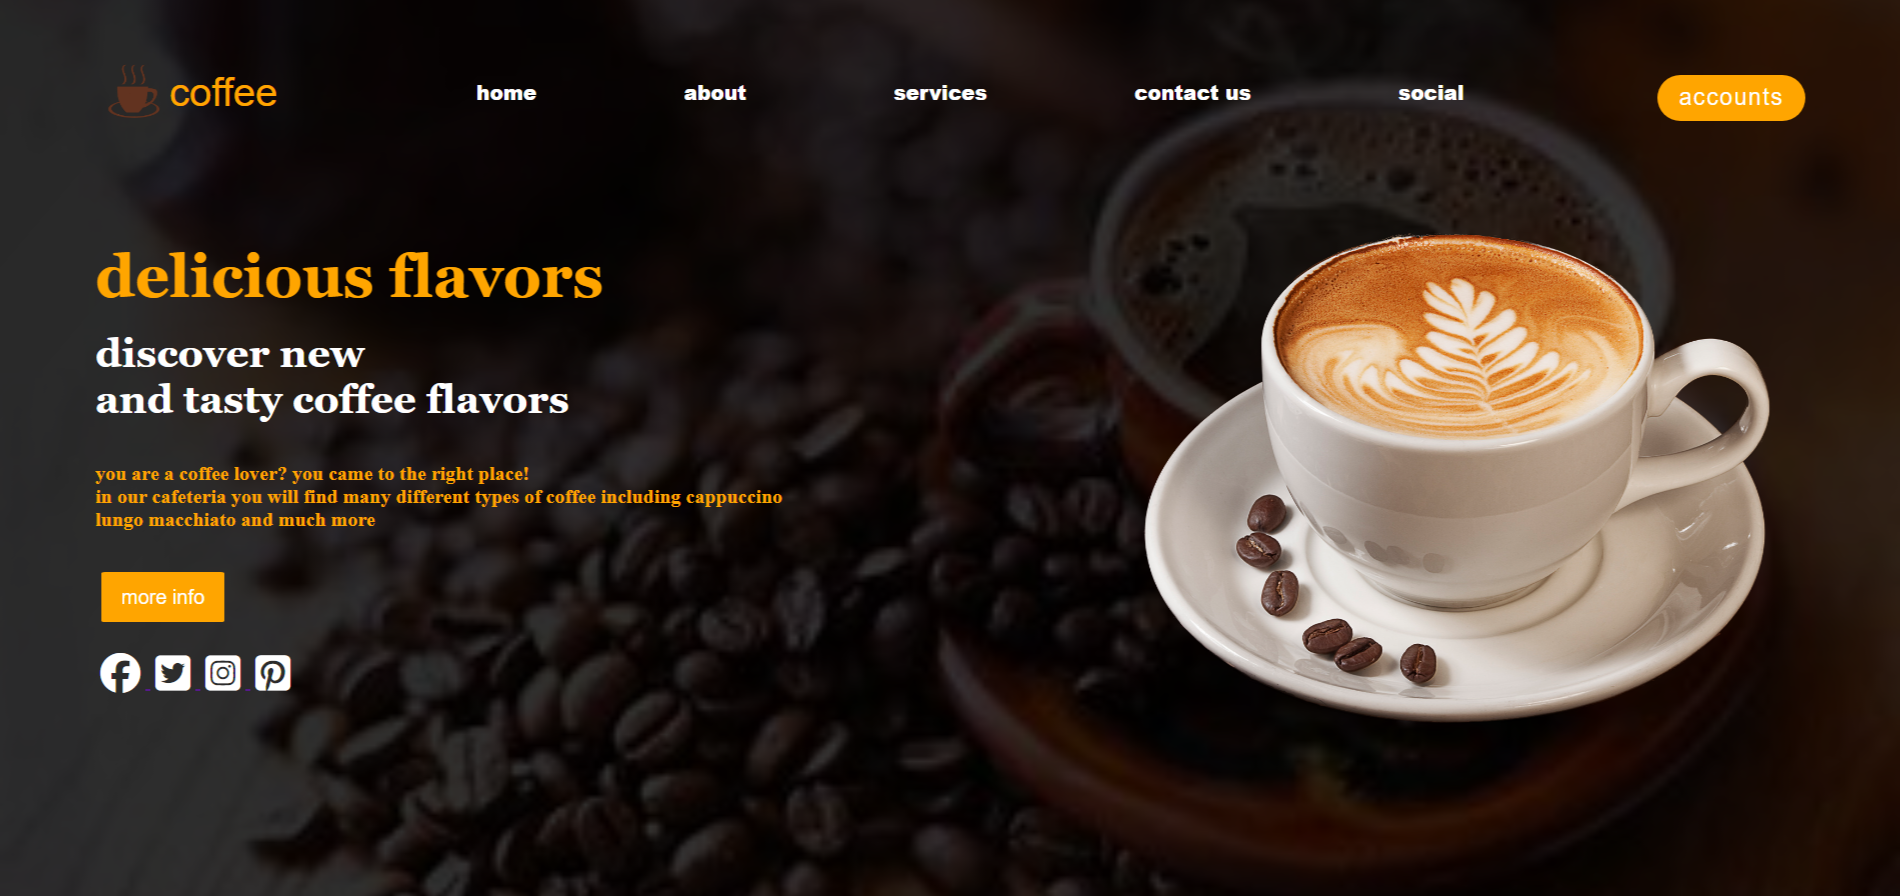 coffee
home
about
services
contact us
social
accounts
delicious flavors
discover new
and tasty coffee flavors
you are a coffee lover? you came to the right place!
in our cafeteria you will find many different types of coffee including cappuccino
lungo macchiato and much more
more info